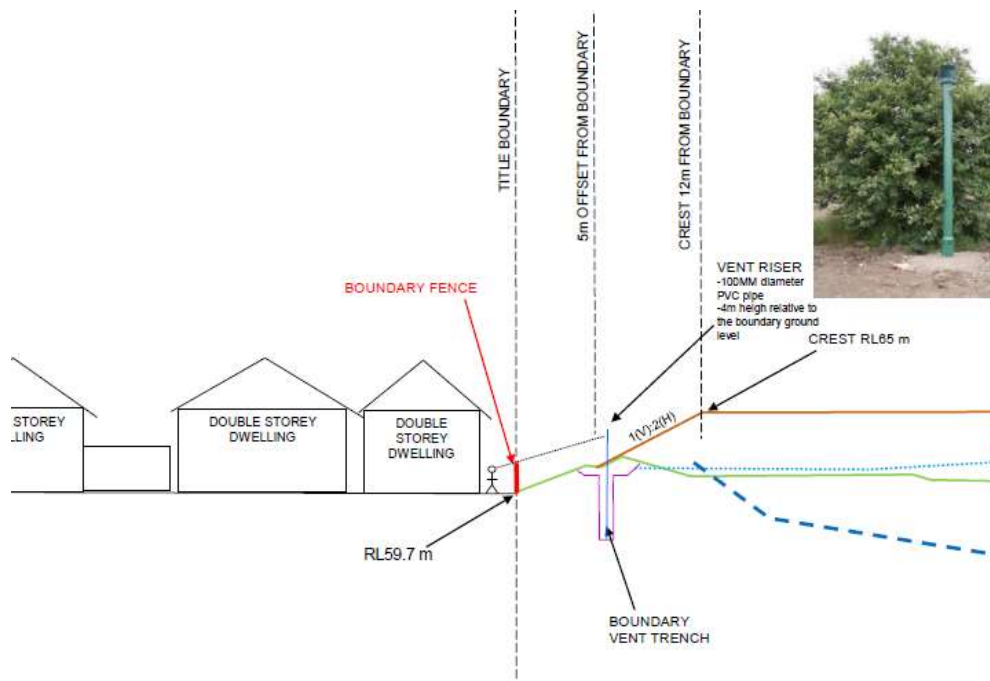 TITLE BOUNDARY
5m OFFSET FROM BOUNDARY
CREST 12m FROM BOUNDARY
BOUNDARY FENCE
VENT RISER
-100MM diameter
PVC pipe
-4m heigh relative to
the boundary ground
level
CREST RL65 m
1(V):2(H)
STOREY
LLING
DOUBLE STOREY
DWELLING
DOUBLE
STOREY
DWELLING
RL59.7 m
BOUNDARY
VENT TRENCH